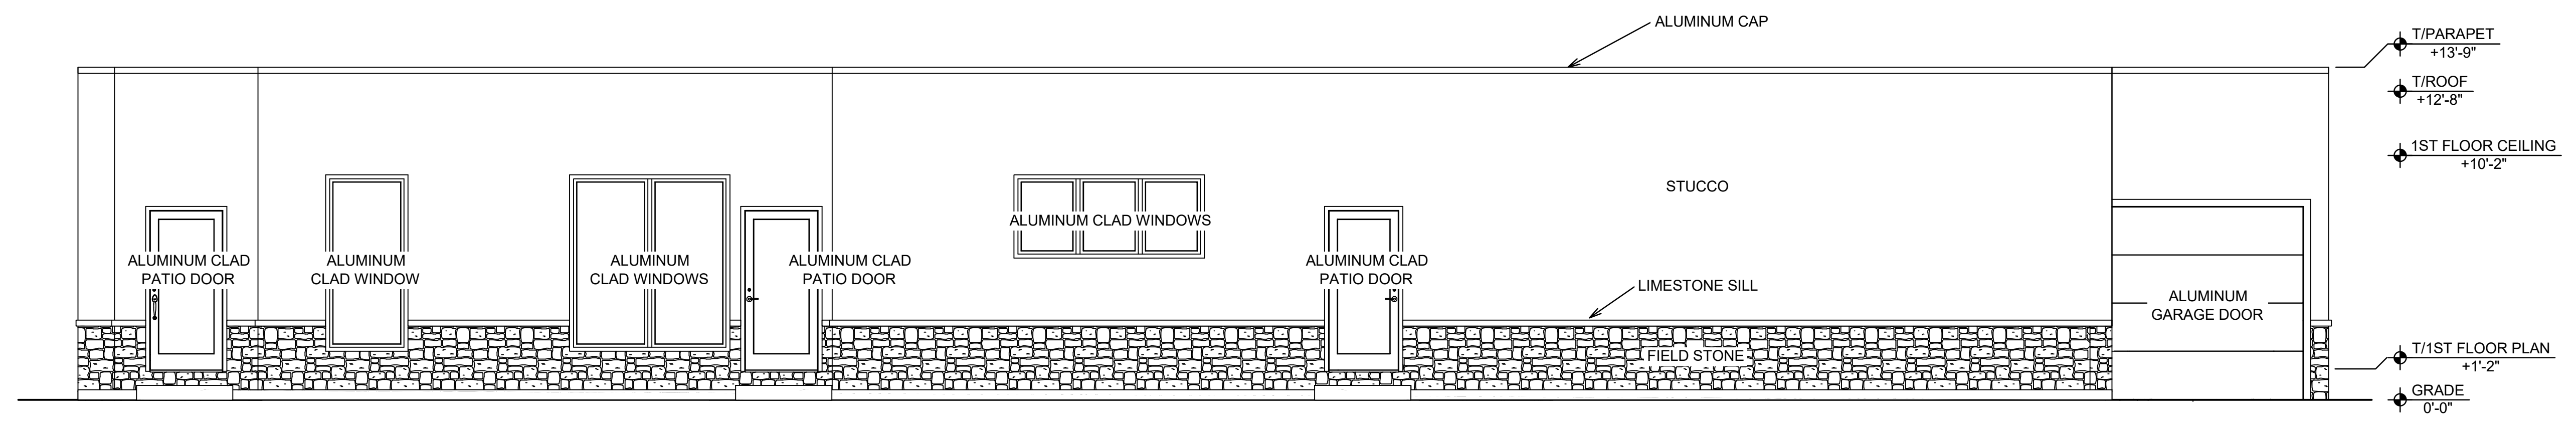 ALUMINUM CAP
T/PARAPET
+13'-9"
T/ROOF
+12'-8"
1ST FLOOR CEILING
+10'-2"
STUCCO
ALUMINUM CLAD WINDOWS
ALUMINUM CLAD
PATIO DOOR
ALUMINUM
CLAD WINDOW
ALUMINUM
CLAD WINDOWS
ALUMINUM CLAD
PATIO DOOR
ALUMINUM CLAD
PATIO DOOR
LIMESTONE SILL
ALUMINUM
GARAGE DOOR
FIELD STONE
T/1ST FLOOR PLAN
+1'-2"
GRADE
0'-0"